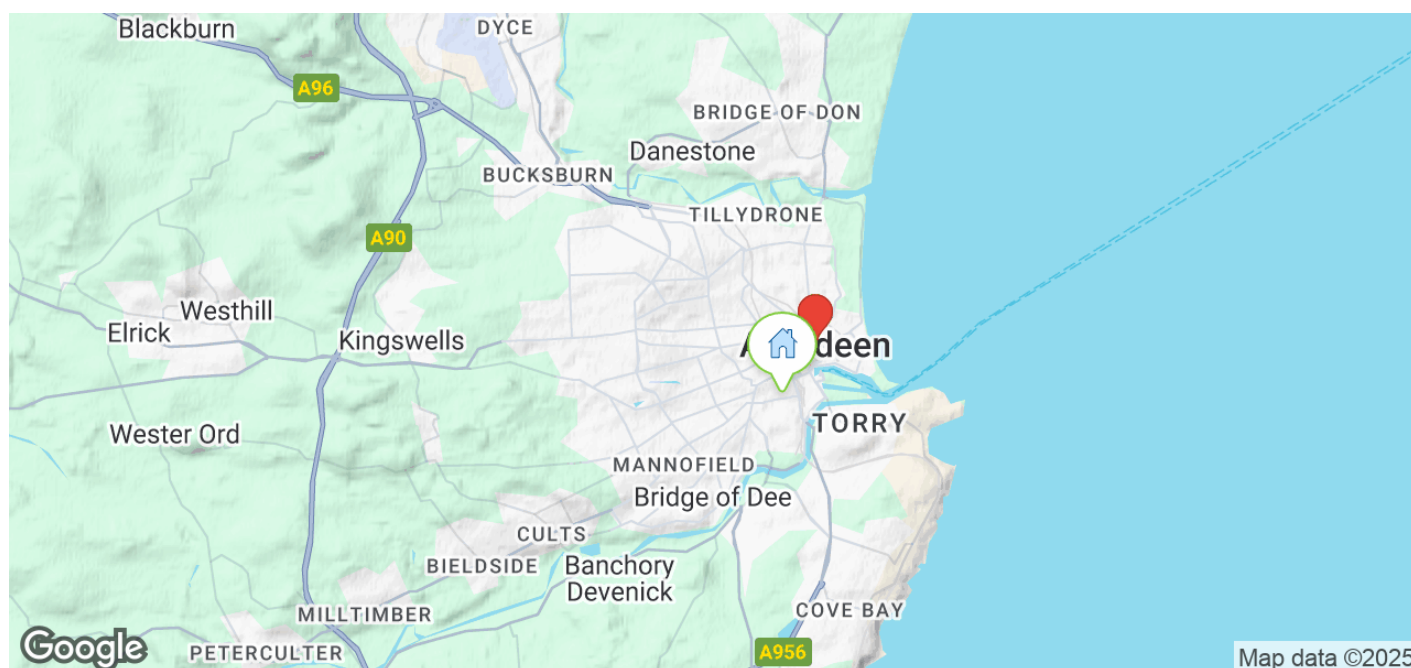 Blackburn
DYCE
A96
BRIDGE OF DON
Danestone
BUCKSBURN
TILLYDRONE
A90
Westhill
Elrick
Kingswells
deen
TORRY
Wester Ord
MANNOFIELD
Bridge of Dee
CULTS
BIELDSIDE
Banchory
Devenick
MILLTIMBER
COVE BAY
PETERCULTER
A956
Google
Map data ©2025